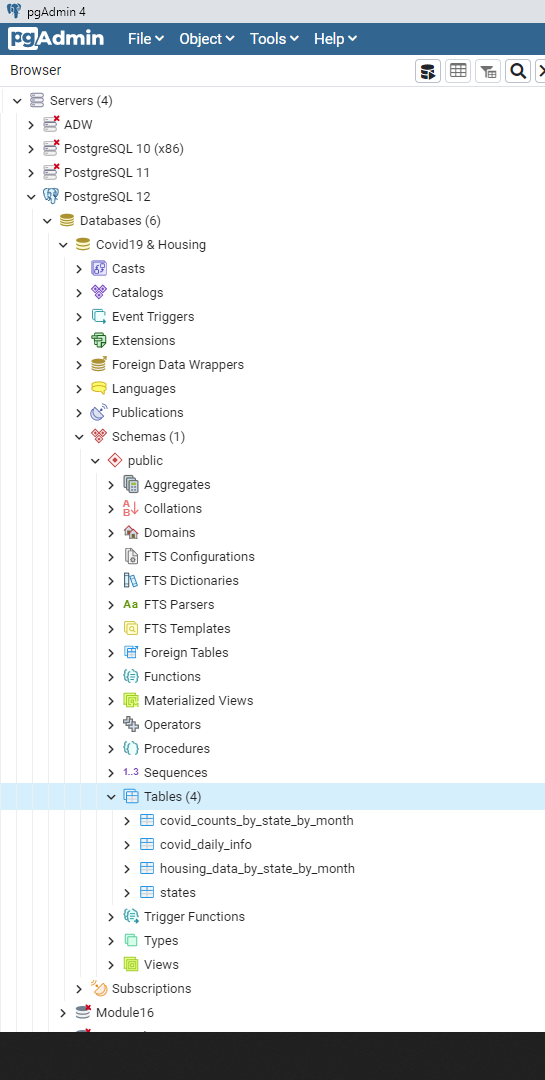 pgAdmin 4
pgAdmin File Object Tools Help
Browser
Servers (4)
ADW
PostgreSQL 10 (x86)
PostgreSQL 11
PostgreSQL 12
Databases (6)
Covid19 & Housing
Casts
Catalogs
Event Triggers
Extensions
Foreign Data Wrappers
Languages
Publications
Schemas (1)
public
Aggregates
Collations
Domains
FTS Configurations
FTS Dictionaries
Aa FTS Parsers
FTS Templates
Foreign Tables
Functions
Materialized Views
Operators
Procedures
1..3 Sequences
Tables (4)
covid_counts_by_state_by_month
covid_daily_info
housing_data_by_state_by_month
states
Trigger Functions
Types
Views
Subscriptions
Module16